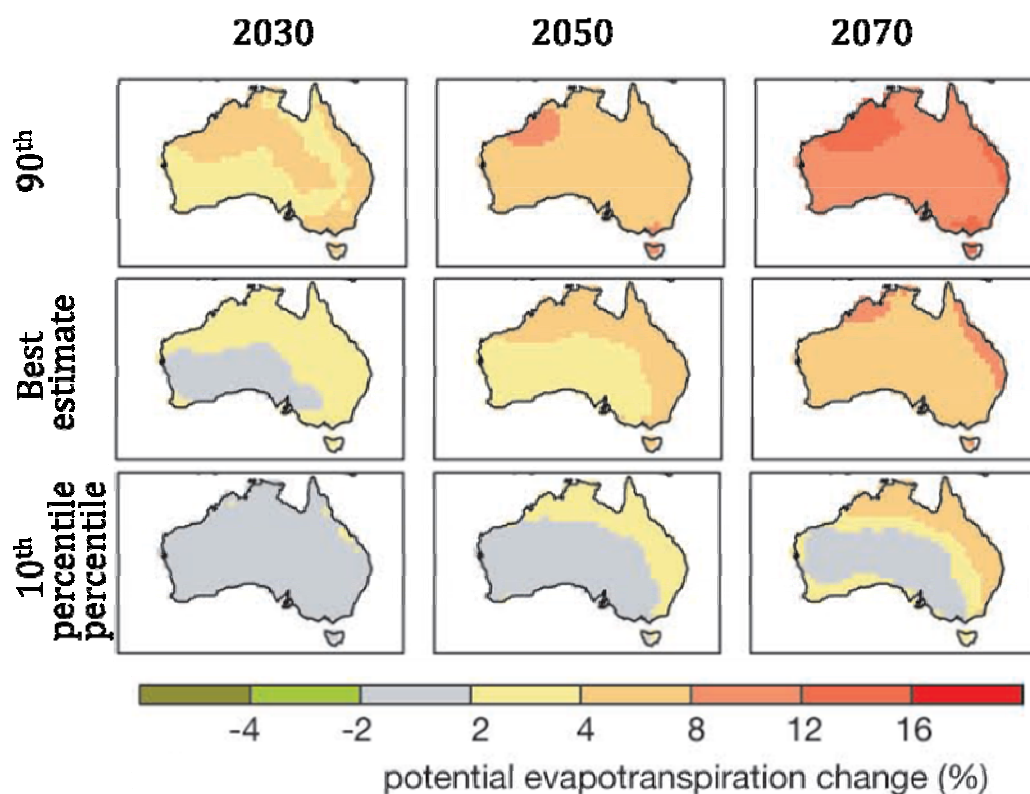 2030 2050 2070
90th
Best
estimate
10th
percentile
percentile
-4 -2 2 4 8 12 16
potential evapotranspiration change (%)